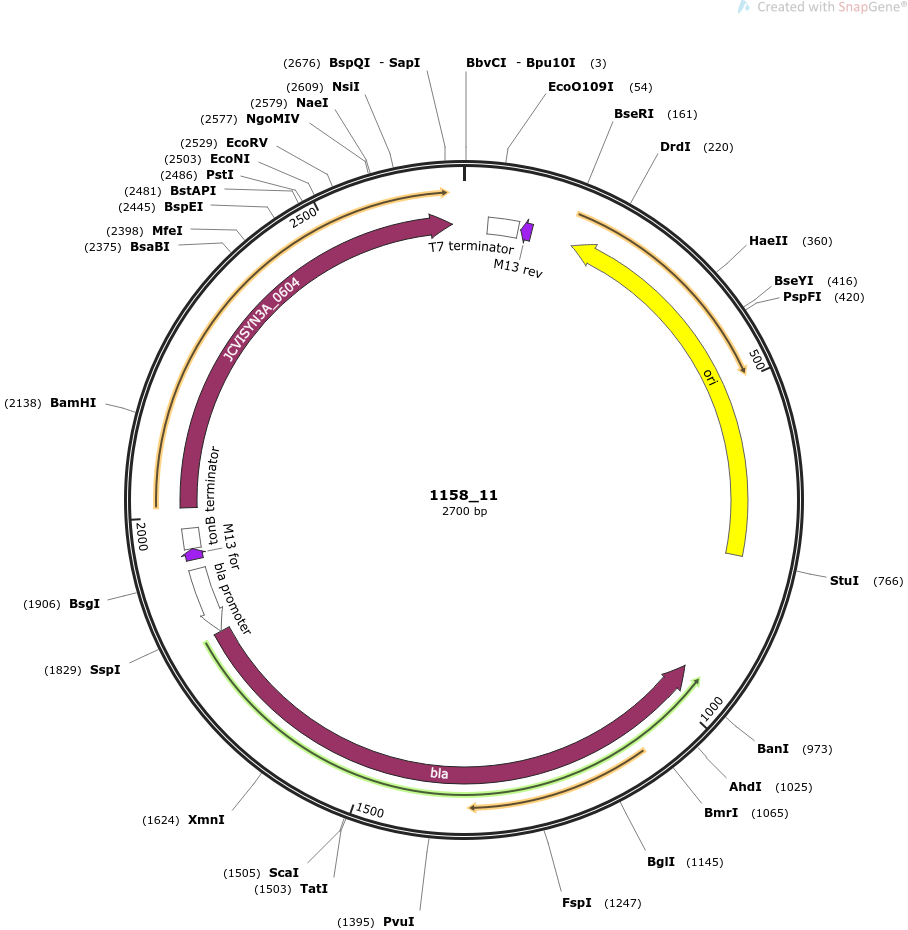 Created with SnapGene®
(2676) BspQI - SapI
BbvCI - Bpu10I (3)
(2609) NsiI
EcoO109I (54)
(2579) NaeI
(2577) NgoMIV
BseRI (161)
(2529) EcoRV
DrdI (220)
(2503) EcoNI
(2486) PstI
(2481) BstAPI
(2445) BspEI
2500
(2398) MfeI
(2375) BsaBI
T7 terminator
M13 rev
HaeII (360)
BseYI (416)
PspFI (420)
JCVISYN3A_0604
500
ori
(2138) BamHI
1158_11
2700 bp
tonB terminator
2000
M13 for
bla promoter
StuI (766)
(1906) BsgI
(1829) SspI
1000
BanI (973)
bla
AhdI (1025)
BmrI (1065)
1500
(1624) XmnI
BglI (1145)
(1505) ScaI
(1503) TatI
FspI (1247)
(1395) PvuI